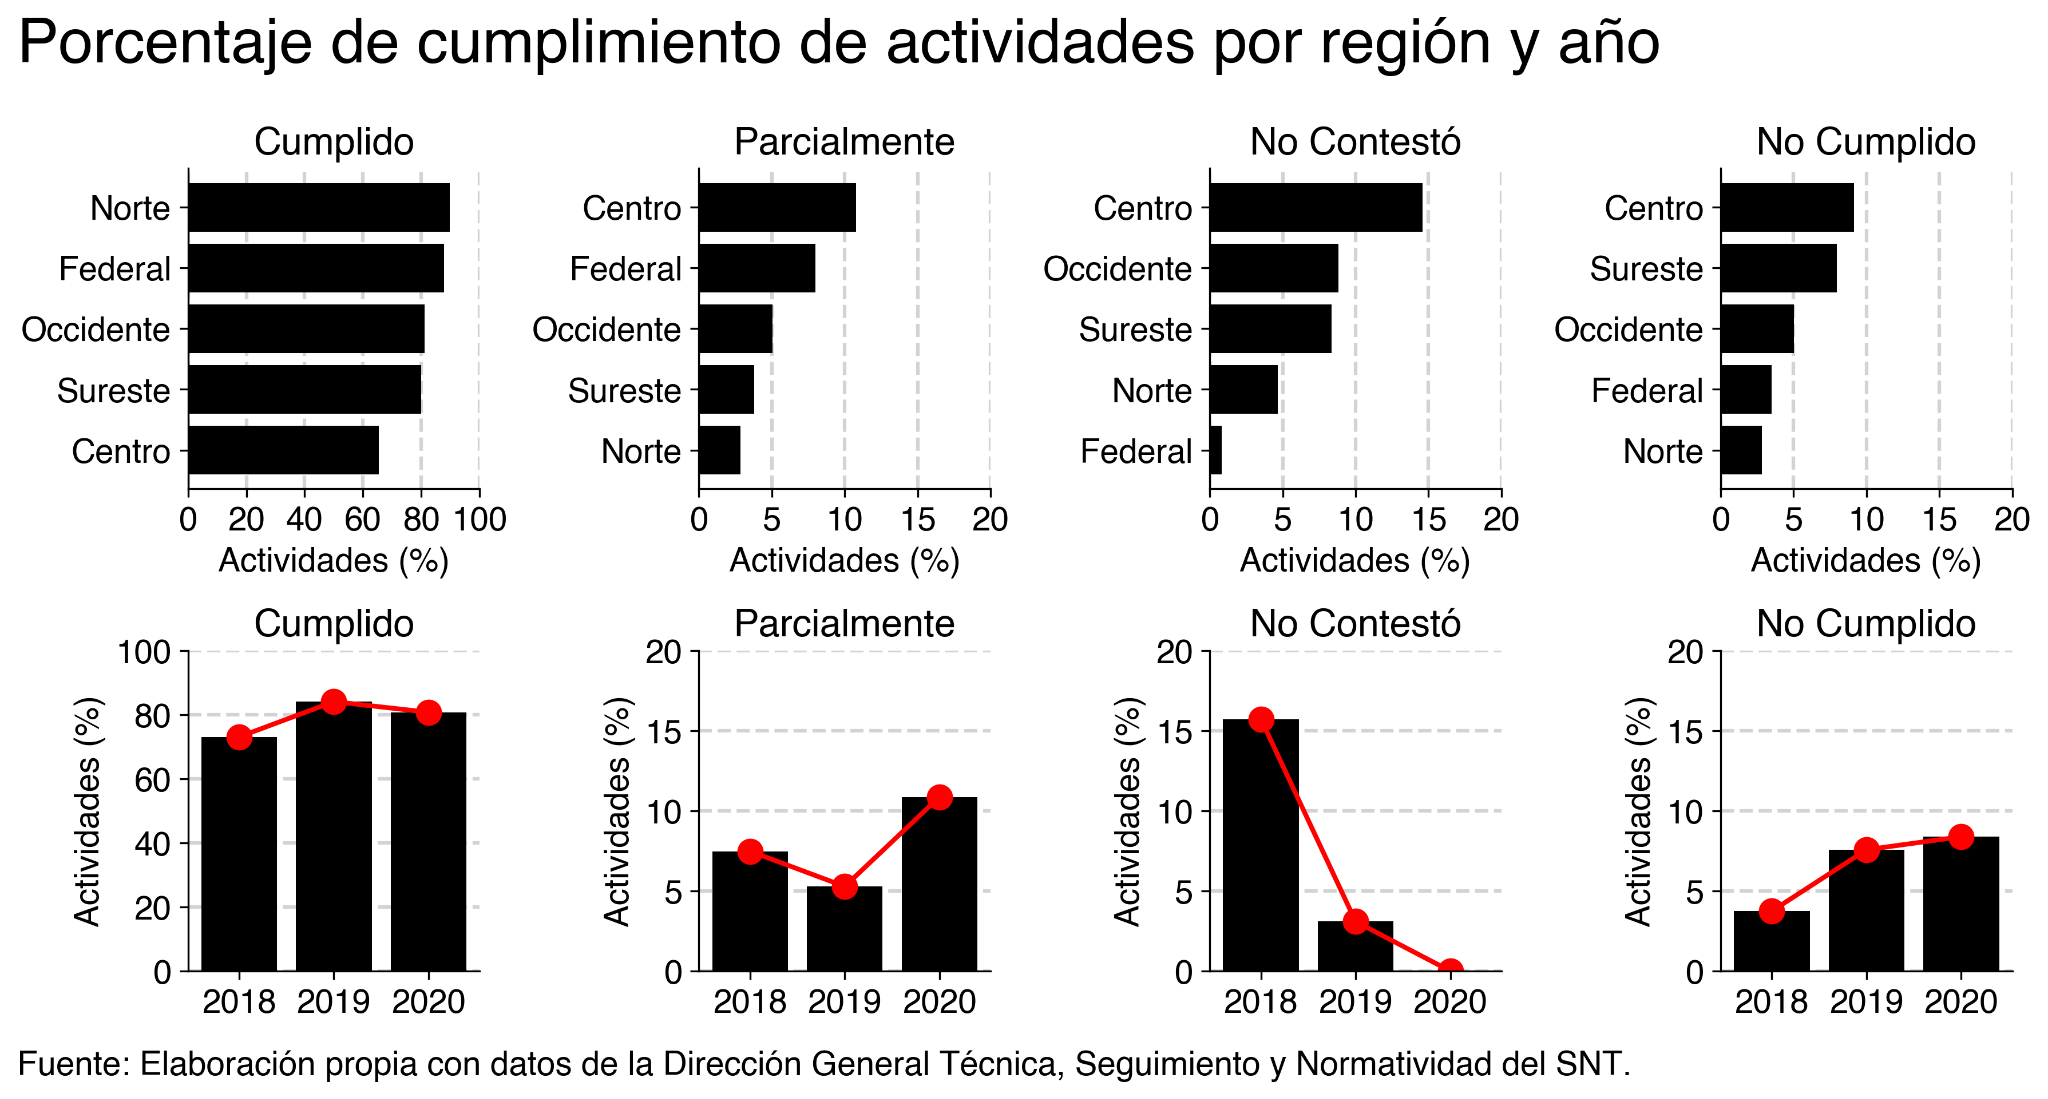 Porcentaje de cumplimiento de actividades por región y año
Cumplido
Norte
Federal
Occidente
Sureste
Centro
0 20 40 60 80 100
Actividades (%)
Parcialmente
Centro
Federal
Occidente
Sureste
Norte
0 5 10 15 20
Actividades (%)
No Contestó
Centro
Occidente
Sureste
Norte
Federal
0 5 10 15 20
Actividades (%)
No Cumplido
Centro
Sureste
Occidente
Federal
Norte
0 5 10 15 20
Actividades (%)
Cumplido
Actividades (%)
100
80
60
40
20
0
2018 2019 2020
Parcialmente
Actividades (%)
20
15
10
5
0
2018 2019 2020
No Contestó
Actividades (%)
20
15
10
5
0
2018 2019 2020
No Cumplido
Actividades (%)
20
15
10
5
0
2018 2019 2020
Fuente: Elaboración propia con datos de la Dirección General Técnica, Seguimiento y Normatividad del SNT.